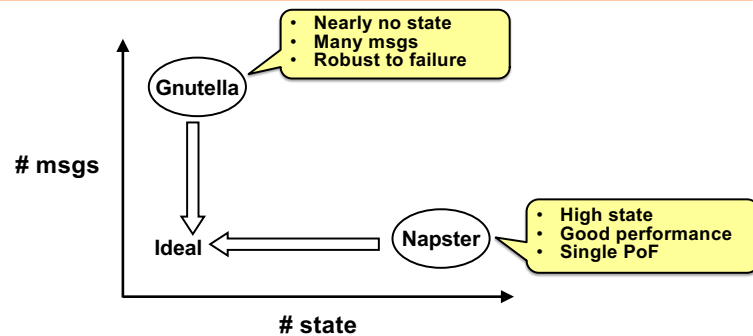 • Nearly no state
• Many msgs
• Robust to failure
Gnutella
# msgs
Ideal
Napster
• High state
• Good performance
• Single PoF
# state